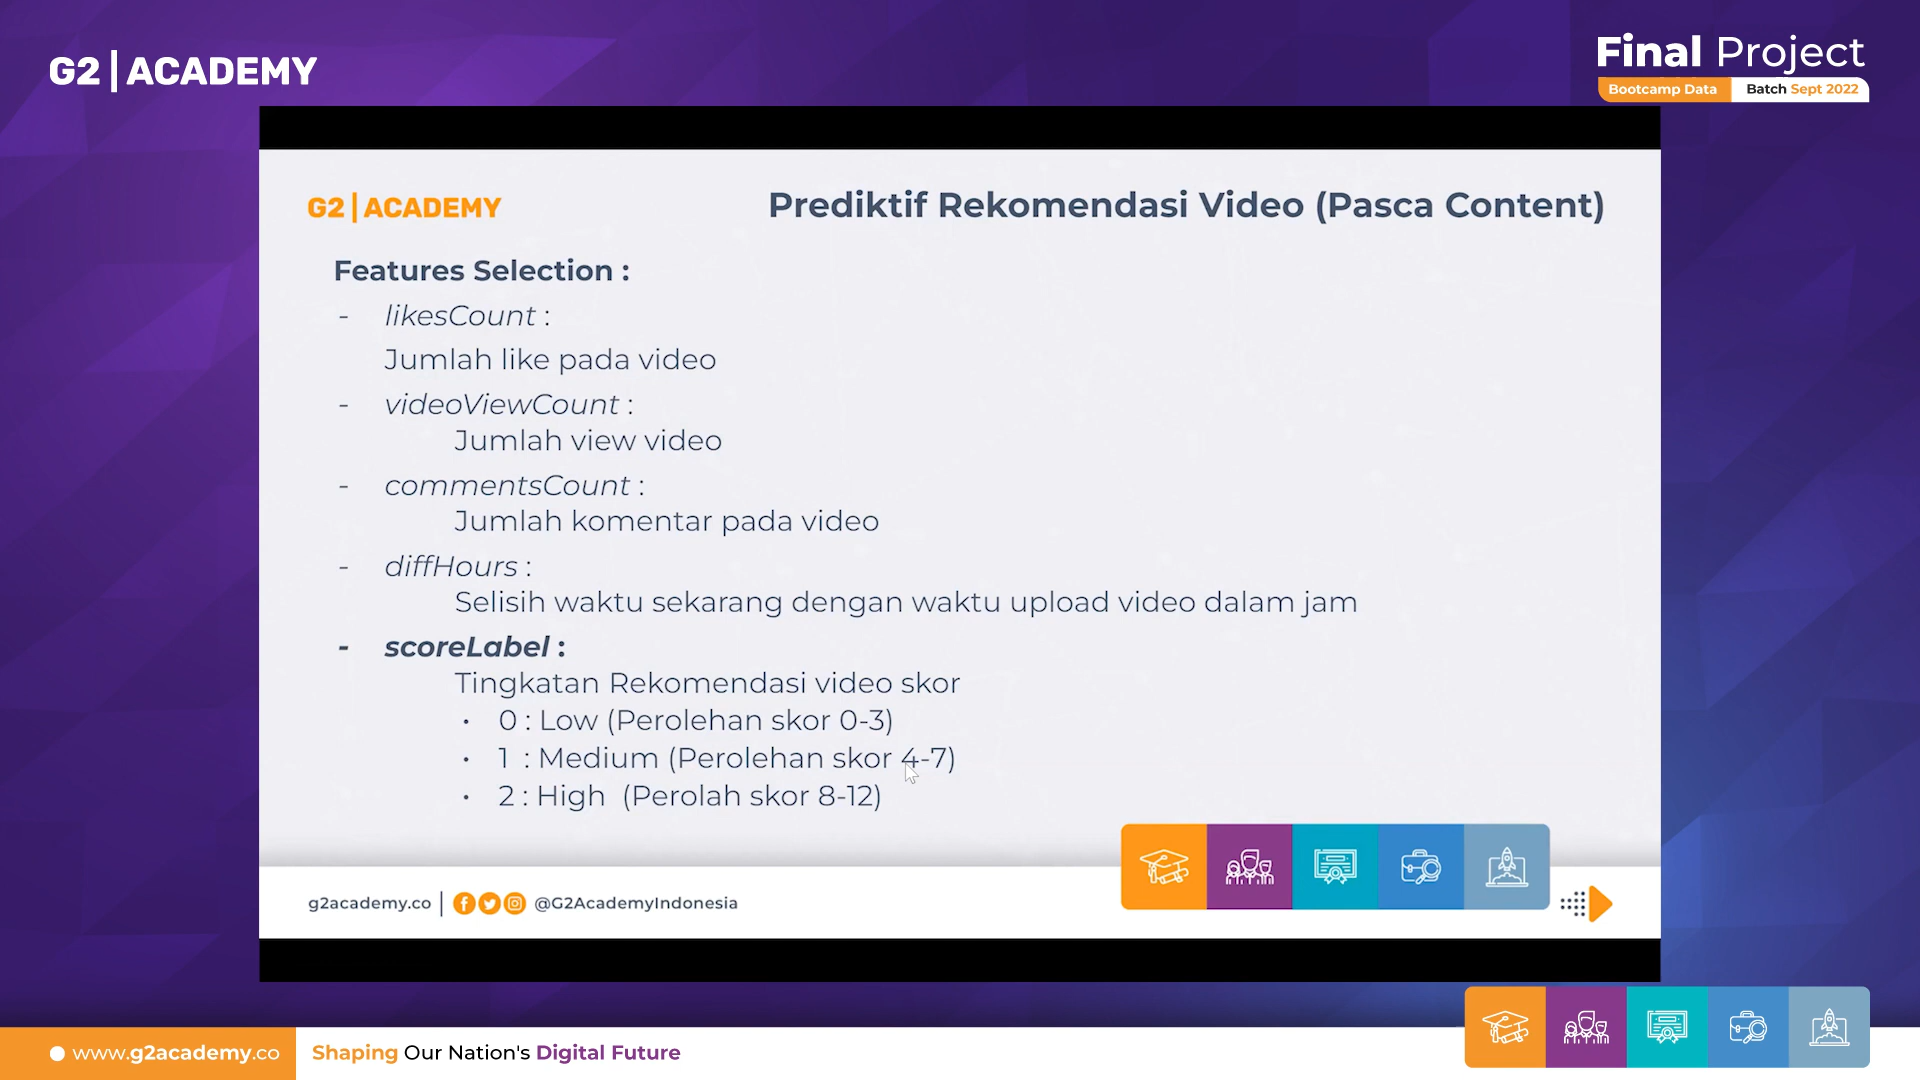 G2 | ACADEMY
Final Project
Bootcamp Data Batch Sept 2022
G2 | ACADEMY
Prediktif Rekomendasi Video (Pasca Content)
Features Selection :
- likesCount :
Jumlah like pada video
- videoViewCount :
Jumlah view video
- commentsCount :
Jumlah komentar pada video
- diffHours :
Selisih waktu sekarang dengan waktu upload video dalam jam
- scoreLabel :
Tingkatan Rekomendasi video skor
• 0 : Low (Perolehan skor 0-3)
• 1 : Medium (Perolehan skor 4-7)
• 2 : High (Perolah skor 8-12)
g2academy.co | @G2AcademyIndonesia
www.g2academy.co Shaping Our Nation's Digital Future